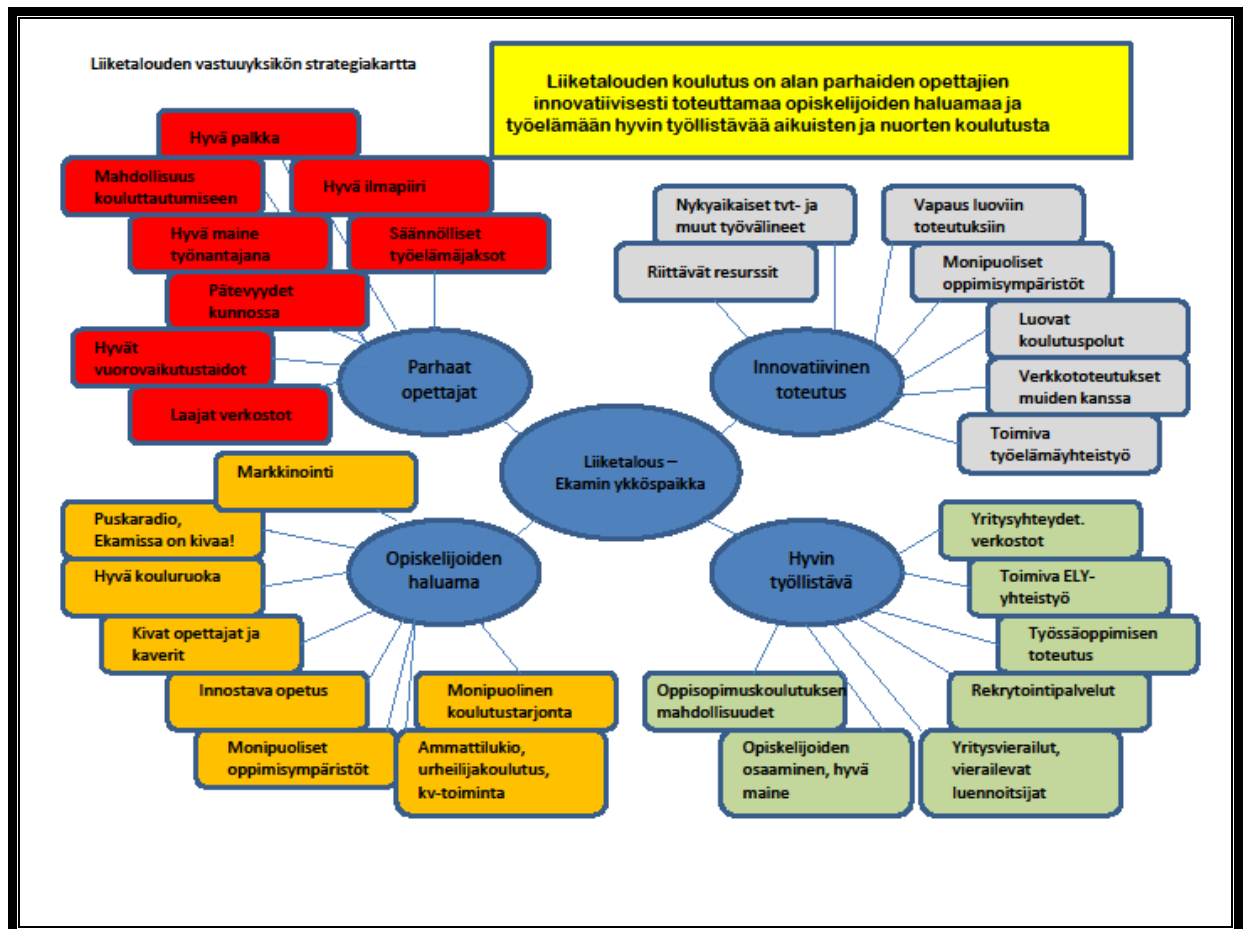 Liiketalouden vastuuyksikön strategiakartta
Liiketalouden koulutus on alan parhaiden opettajien
innovatiivisesti toteuttamaa opiskelijoiden haluamaa ja
työelämään hyvin työllistävää aikuisten ja nuorten koulutusta
Hyvä palkka
Mahdollisuus
kouluttautumiseen
Hyvä ilmapiiri
Hyvä maine
työnantajana
Säännölliset
työelämäjaksot
Pätevyydet
kunnossa
Hyvät
vuorovaikutustaidot
Laajat verkostot
Parhaat
opettajat
Nykyaikaiset tvt- ja
muut työvälineet
Riittävät resurssit
Vapaus luoviin
toteutuksiin
Monipuoliset
oppimisympäristöt
Luovat
koulutuspolut
Verkkototeutukset
muiden kanssa
Toimiva
työelämäyhteistyö
Innovatiivinen
toteutus
Liiketalous –
Ekamin ykköspaikka
Markkinointi
Puskaradio,
Ekamissa on kivaa!
Hyvä kouluruoka
Kivat opettajat ja
kaverit
Innostava opetus
Monipuoliset
oppimisympäristöt
Monipuolinen
koulutustarjonta
Ammattilukio,
urheilijakoulutus,
kv-toiminta
Opiskelijoiden
haluama
Hyvin
työllistävä
Yritysyhteydet.
verkostot
Toimiva ELY-
yhteistyö
Työssäoppimisen
toteutus
Rekrytointipalvelut
Yritysvierailut,
vierailevat
luennoitsijat
Oppisopimuskoulutuksen
mahdollisuudet
Opiskelijoiden
osaaminen, hyvä
maine